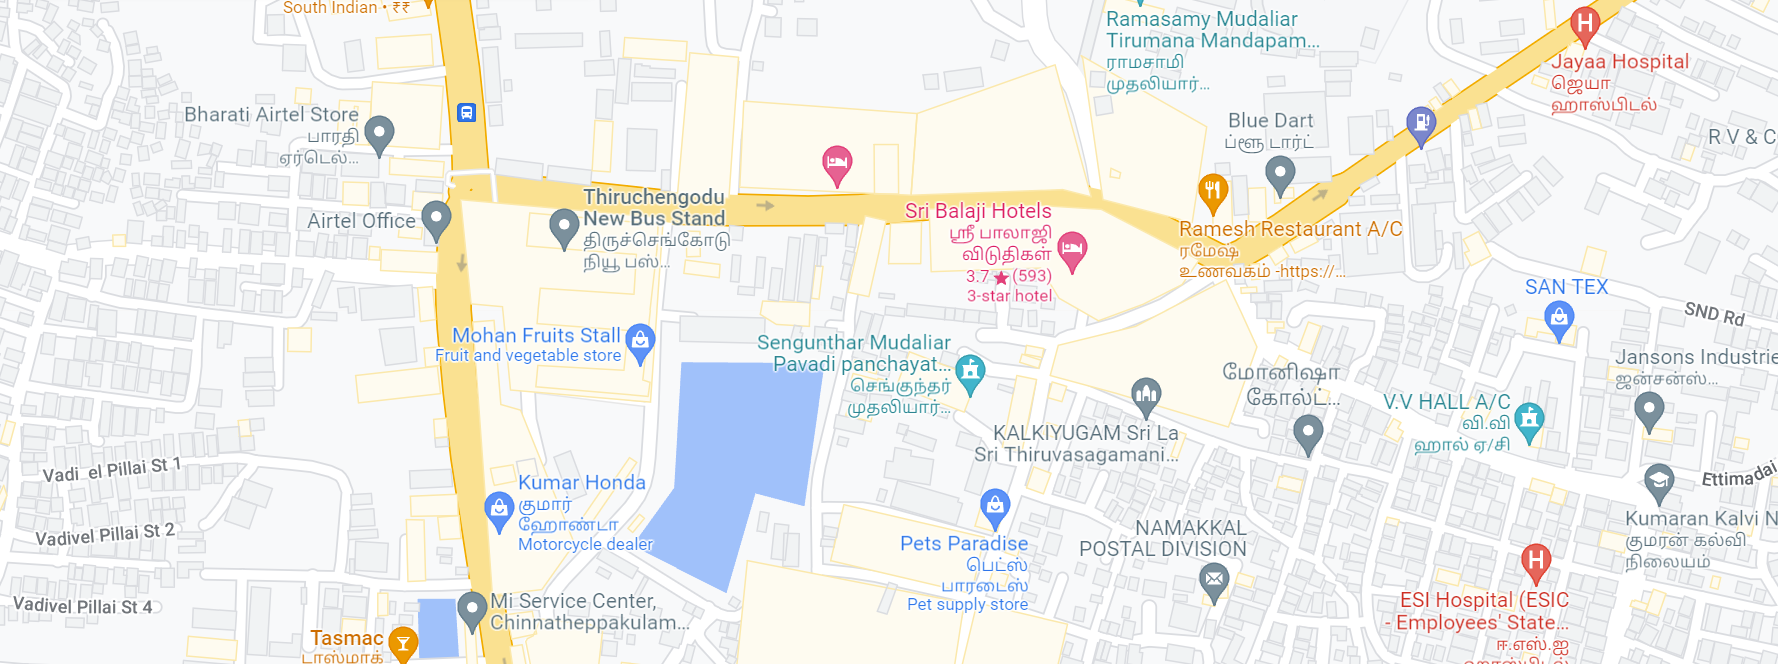 South Indian • ₹₹
Ramasamy Mudaliar
Tirumana Mandapam...
ராமசாமி
முதலியார்...
Jayaa Hospital
ஜெயா
ஹாஸ்பிடல்
Bharati Airtel Store
பாரதி
ஏர்டெல்...
Blue Dart
ப்ளூ டார்ட்
R V & C
Airtel Office
Thiruchengodu
New Bus Stand
திருச்செங்கோடு
நியூ பஸ்...
Sri Balaji Hotels
ஸ்ரீ பாலாஜி
விடுதிகள்
3.7 ★ (593)
3-star hotel
Ramesh Restaurant A/C
ரமேஷ்
உணவகம் -https://...
SAN TEX
SND Rd
Mohan Fruits Stall
Fruit and vegetable store
Sengunthar Mudaliar
Pavadi panchayat...
செங்குந்தர்
முதலியார்...
மோனிஷா
கோல்ட்...
Jansons Industrie
ஜன்சன்ஸ்...
V.V HALL A/C
வி.வி
ஹால் ஏ/சி
KALKIYUGAM Sri La
Sri Thiruvasagamani...
Vadi el Pillai St 1
Ettimadai
Kumar Honda
குமார்
ஹோண்டா
Motorcycle dealer
Vadivel Pillai St 2
Pets Paradise
பெட்ஸ்
பாரடைஸ்
Pet supply store
NAMAKKAL
POSTAL DIVISION
Kumaran Kalvi N
குமரன் கல்வி
நிலையம்
Vadivel Pillai St 4
Mi Service Center,
Chinnatheppakulam...
ESI Hospital (ESIC
- Employees' State...
ஈ.எஸ்.ஐ
ஹாஸ்பிடல்
Tasmac
டாஸ்மாக்